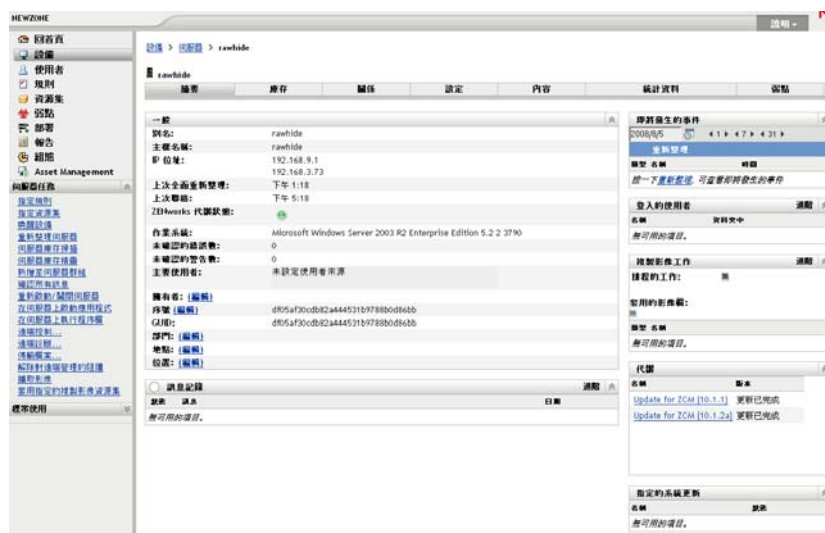 NEWZONE
說明
回首頁
設備
使用者
規則
資源集
弱點
部署
報告
組態
Asset Management
伺服器任務
指定規則
指定資源集
喚醒設備
重新整理伺服器
伺服器庫存掃描
伺服器庫存精靈
新增至伺服器群組
確認所有訊息
重新啟動/關閉伺服器
在伺服器上啟動應用程式
在伺服器上執行程序檔
遠端控制...
遠端診斷...
傳輸檔案...
解除封鎖遠端管理的阻擋
擷取影像
套用指定的複製影像資源集
經常使用
設備 > 伺服器 > rawhide
rawhide
摘要 庫存 關係 設定 內容 統計資料 弱點
一般
別名: rawhide
主機名稱: rawhide
IP 位址: 192.168.9.1
192.168.3.73
上次全面重新整理: 下午 1:18
上次聯絡: 下午 5:18
ZENworks 代辦狀態:
作業系統: Microsoft Windows Server 2003 R2 Enterprise Edition 5.2 2 3790
未確認的錯誤數: 0
未確認的警告數: 0
主要使用者: 未設定使用者來源
擁有者: (編輯)
序號 (編輯) df05af30cdb82a444531b9788b0d86bb
GUID: df05af30cdb82a444531b9788b0d86bb
部門: (編輯)
地點: (編輯)
位置: (編輯)
訊息記錄 進階
狀態 訊息 日期
無可用的項目。
即將發生的事件
2008/8/5 1 7 31
重新整理
類型 名稱 時間
按一下重新整理, 可查看即將發生的事件
登入的使用者 進階
名稱 資料夾中
無可用的項目。
複製影像工作 進階
排程的工作: 無
套用的影像檔:
無
類型 名稱
無可用的項目。
代辦
名稱 版本
Update for ZCM (10.1.1) 更新已完成
Update for ZCM (10.1.2a) 更新已完成
指定的系統更新
名稱 狀態
無可用的項目。